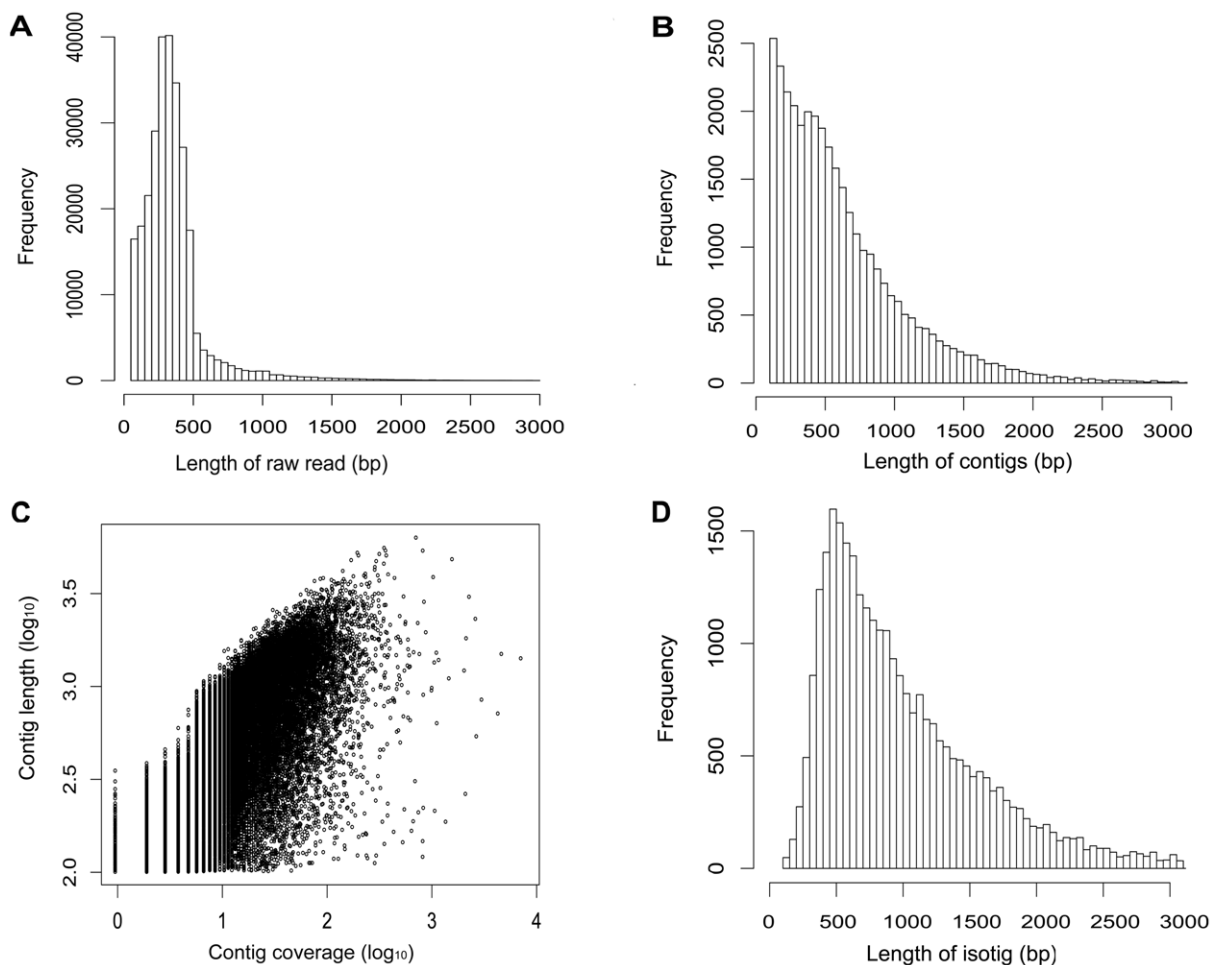 A
Frequency
0
10000
20000
30000
40000
0 500 1000 1500 2000 2500 3000
Length of raw read (bp)
B
Frequency
0
500
1000
1500
2000
2500
0 500 1000 1500 2000 2500 3000
Length of contigs (bp)
C
Contig length (log10)
2.0
2.5
3.0
3.5
0 1 2 3 4
Contig coverage (log10)
D
Frequency
0
500
1000
1500
0 500 1000 1500 2000 2500 3000
Length of isotig (bp)